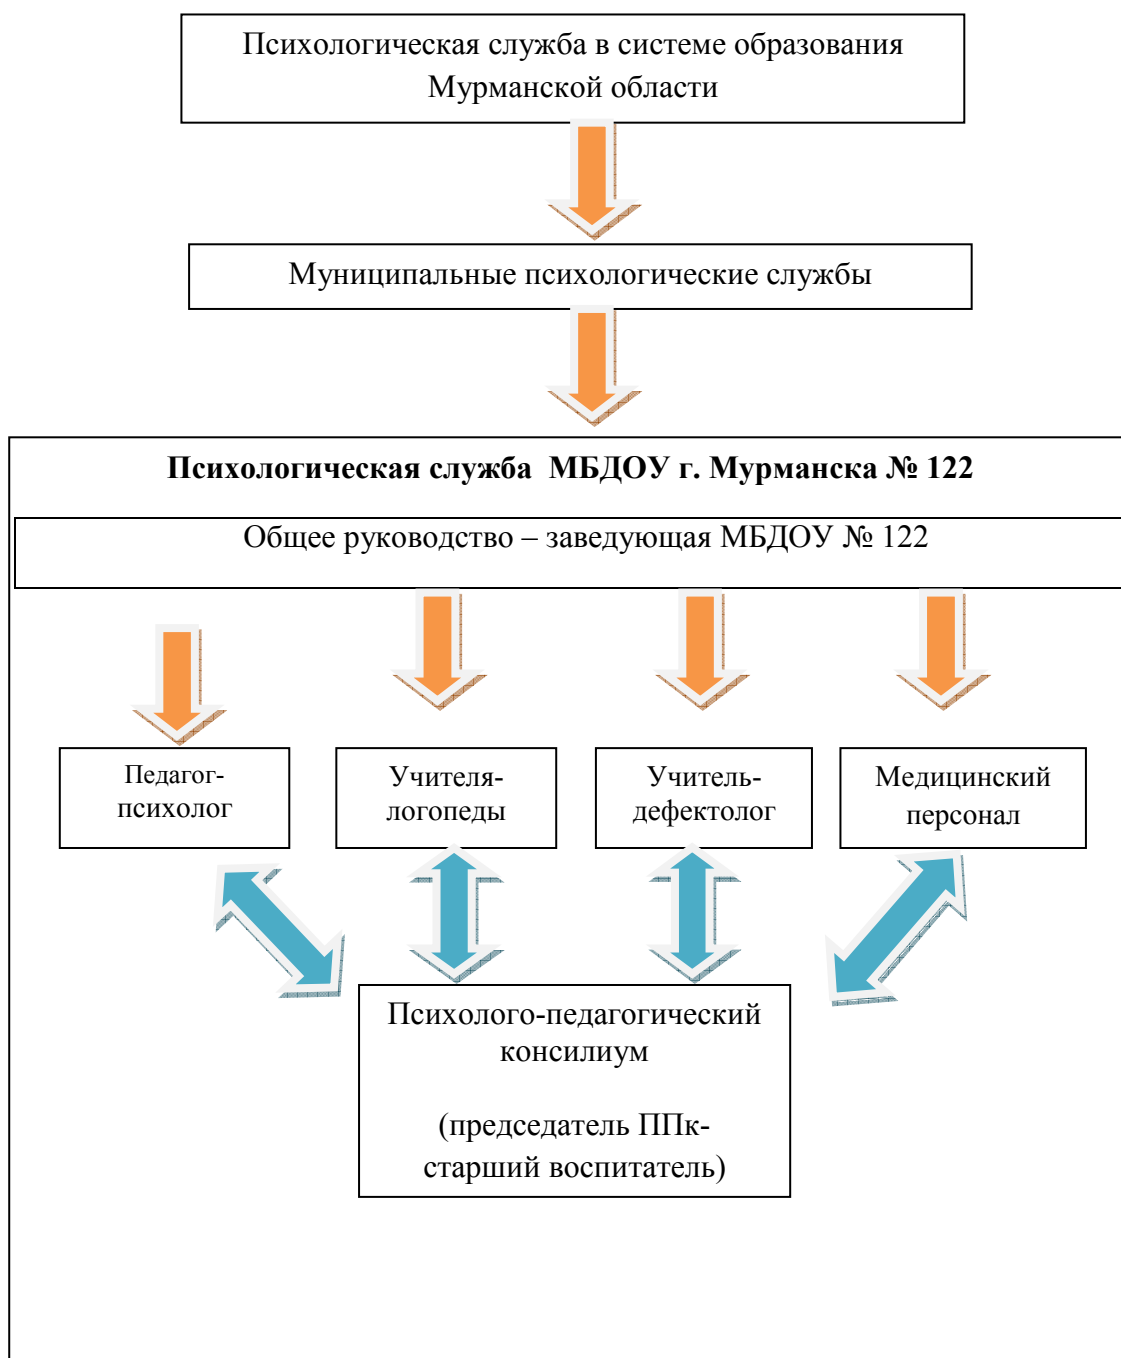 Психологическая служба в системе образования
Мурманской области
Муниципальные психологические службы
Психологическая служба МБДОУ г. Мурманска № 122
Общее руководство – заведующая МБДОУ № 122
Педагог-
психолог
Учителя-
логопеды
Учитель-
дефектолог
Медицинский
персонал
Психолого-педагогический
консилиум
(председатель ППк-
старший воспитатель)